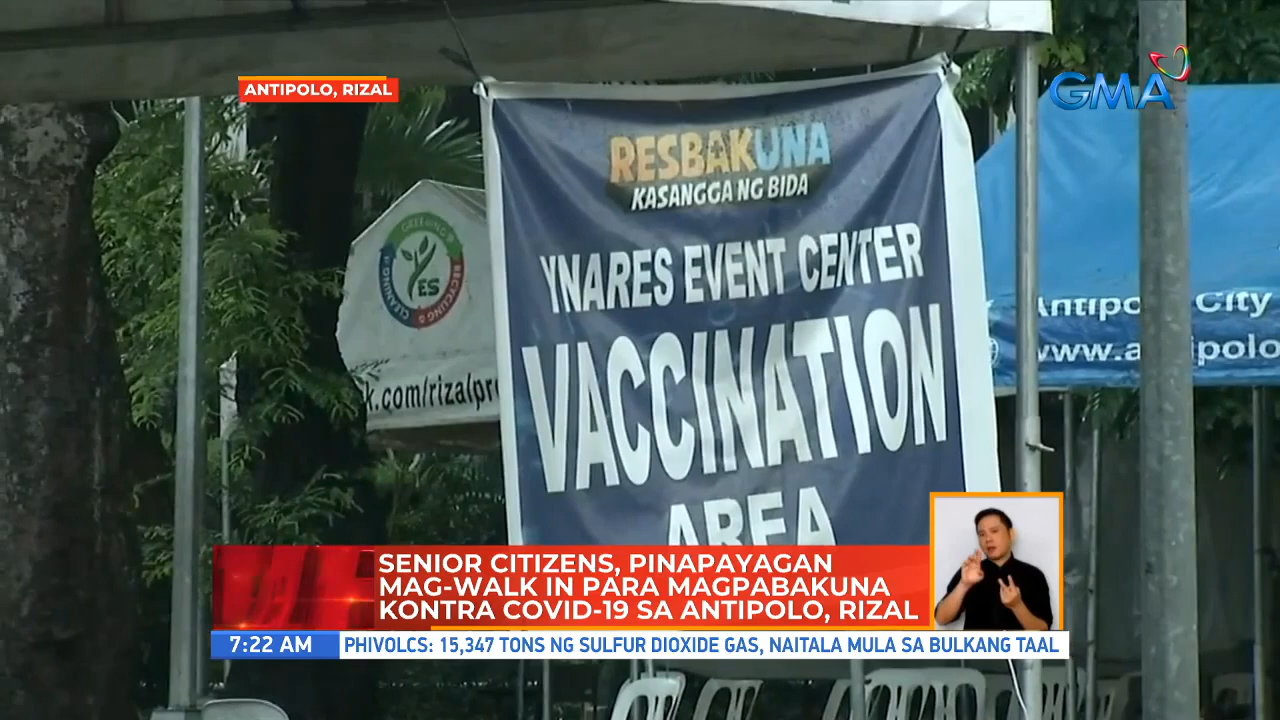 ANTIPOLO, RIZAL
GMA
RESBAKUNA
KASANGGA NG BIDA
YNARES EVENT CENTER
VACCINATION
AREA
YES
k.com/rizalpro
Antipolo City
www.antipolo
SENIOR CITIZENS, PINAPAYAGAN
MAG-WALK IN PARA MAGPABAKUNA
KONTRA COVID-19 SA ANTIPOLO, RIZAL
7:22 AM
PHIVOLCS: 15,347 TONS NG SULFUR DIOXIDE GAS, NAITALA MULA SA BULKANG TAAL